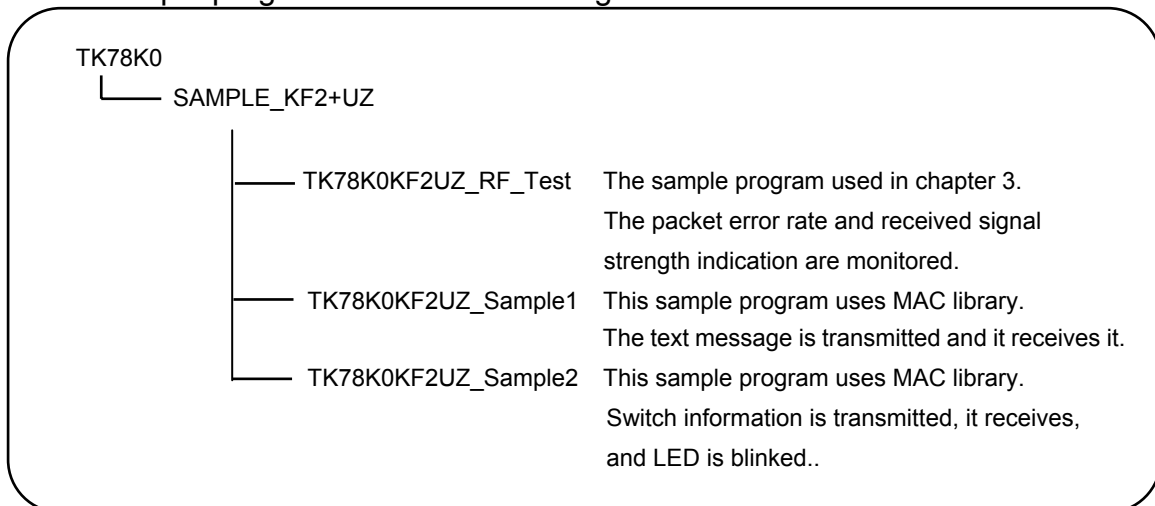 TK78K0
SAMPLE_KF2+UZ
TK78K0KF2UZ_RF_Test The sample program used in chapter 3.
The packet error rate and received signal
strength indication are monitored.
TK78K0KF2UZ_Sample1 This sample program uses MAC library.
The text message is transmitted and it receives it.
TK78K0KF2UZ_Sample2 This sample program uses MAC library.
Switch information is transmitted, it receives,
and LED is blinked..